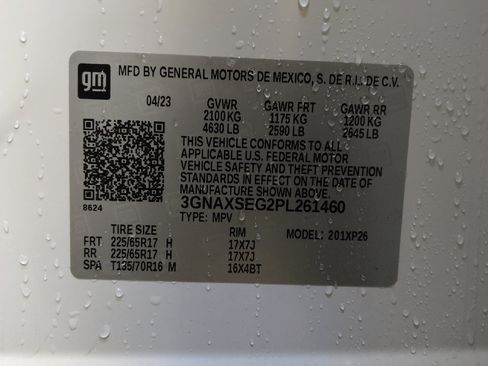 gm
MFD BY GENERAL MOTORS DE MEXICO, S. DE R.L. DE C.V.
04/23 GVWR GAWR FRT GAWR RR
2100 KG 1175 KG 1200 KG
4630 LB 2590 LB 2645 LB
THIS VEHICLE CONFORMS TO ALL
APPLICABLE U.S. FEDERAL MOTOR
VEHICLE SAFETY AND THEFT PREVENTION
STANDARDS IN EFFECT ON THE DATE OF
MANUFACTURE SHOWN ABOVE.
8624 3GNAXSEG2PL261460
TYPE: MPV
TIRE SIZE RIM MODEL: 201XP26
FRT 225/65R17 H 17X7J
RR 225/65R17 H 17X7J
SPA T135/70R16 M 16X4BT